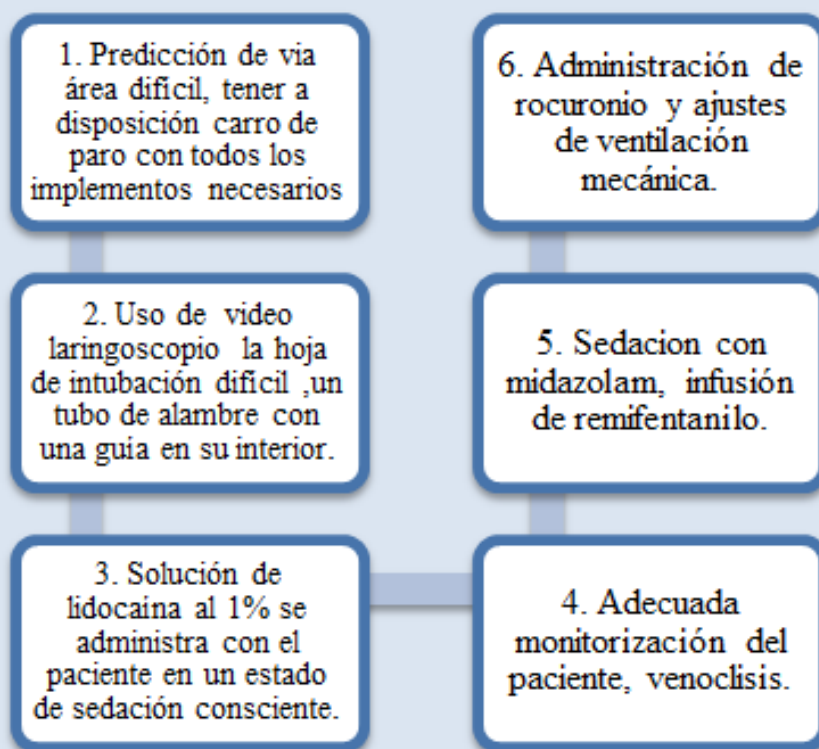 1. Predicción de via
área difícil, tener a
disposición carro de
paro con todos los
implementos necesarios
2. Uso de video
laringoscopio la hoja
de intubación difícil ,un
tubo de alambre con
una guía en su interior.
3. Solución de
lidocaina al 1% se
administra con el
paciente en un estado
de sedación consciente.
4. Adecuada
monitorización del
paciente, venoclisis.
5. Sedacion con
midazolam, infusión
de remifentanilo.
6. Administración de
rocuronio y ajustes
de ventilación
mecánica.